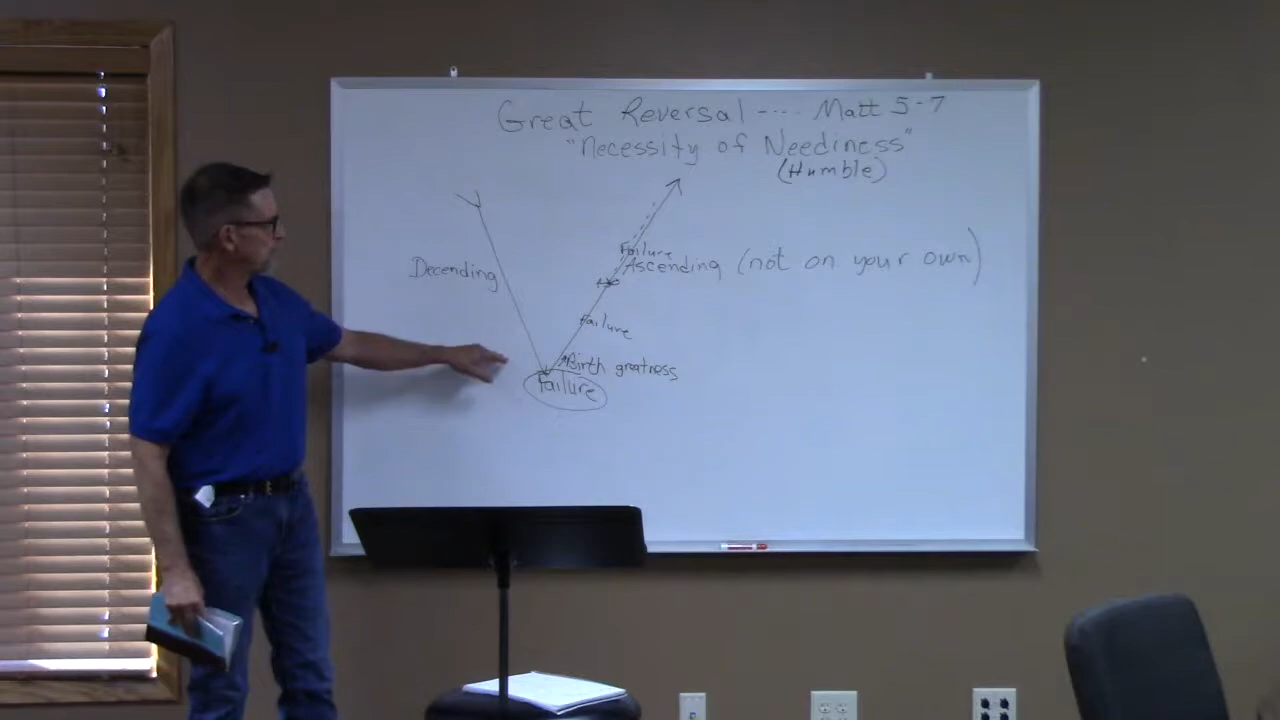 Great Reversal ---- Matt 5-7
"Necessity of Neediness"
(Humble)
Failure
Decending
Ascending (not on your own)
Failure
Birth greatness
Failure